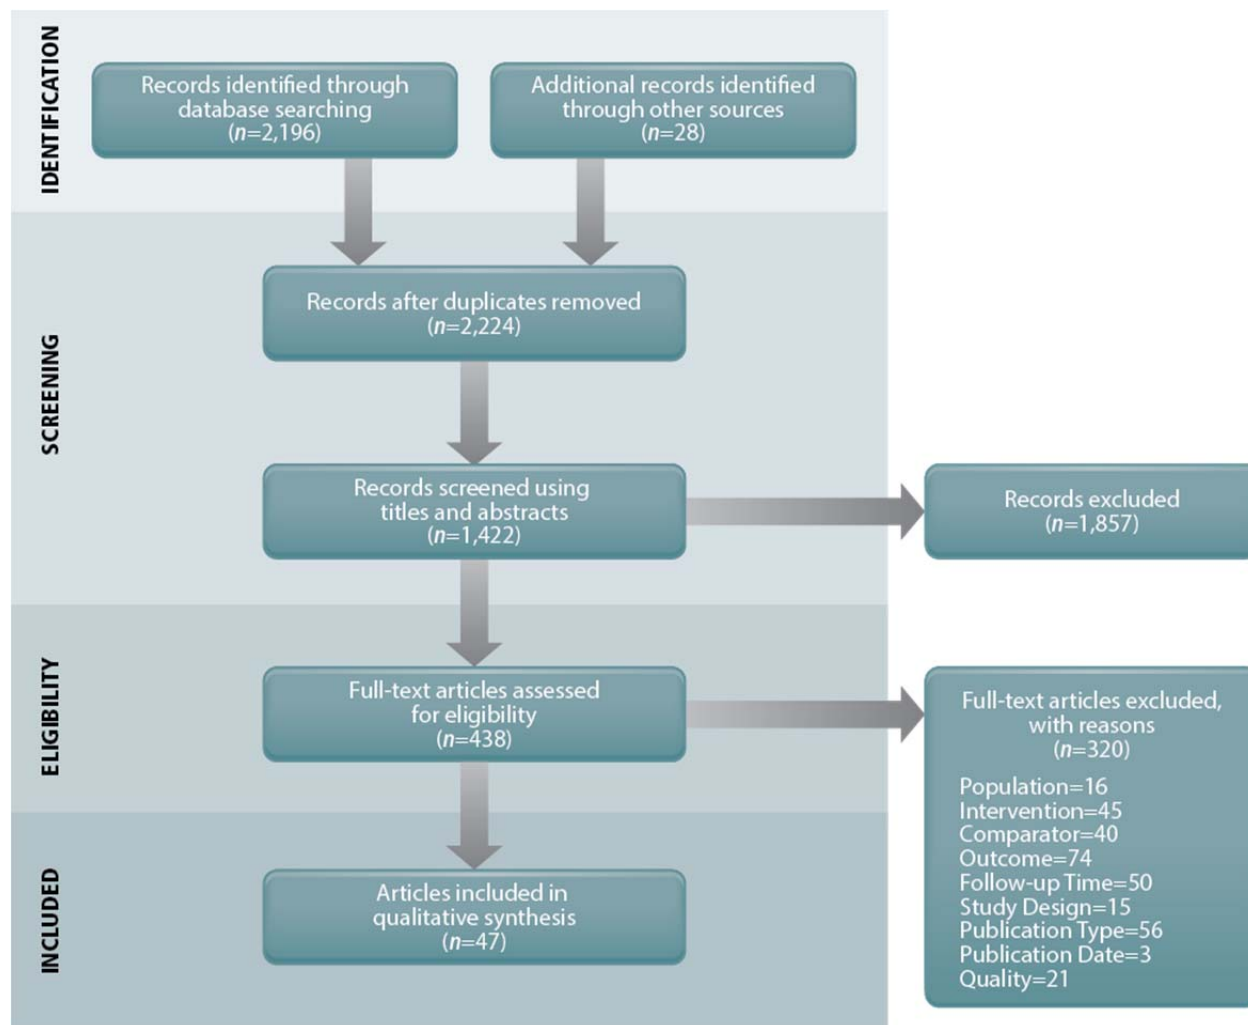 IDENTIFICATION
Records identified through
database searching
(n=2,196)
Additional records identified
through other sources
(n=28)
SCREENING
Records after duplicates removed
(n=2,224)
Records screened using
titles and abstracts
(n=1,422)
Records excluded
(n=1,857)
ELIGIBILITY
Full-text articles assessed
for eligibility
(n=438)
Full-text articles excluded,
with reasons
(n=320)
Population=16
Intervention=45
Comparator=40
Outcome=74
Follow-up Time=50
Study Design=15
Publication Type=56
Publication Date=3
Quality=21
INCLUDED
Articles included in
qualitative synthesis
(n=47)